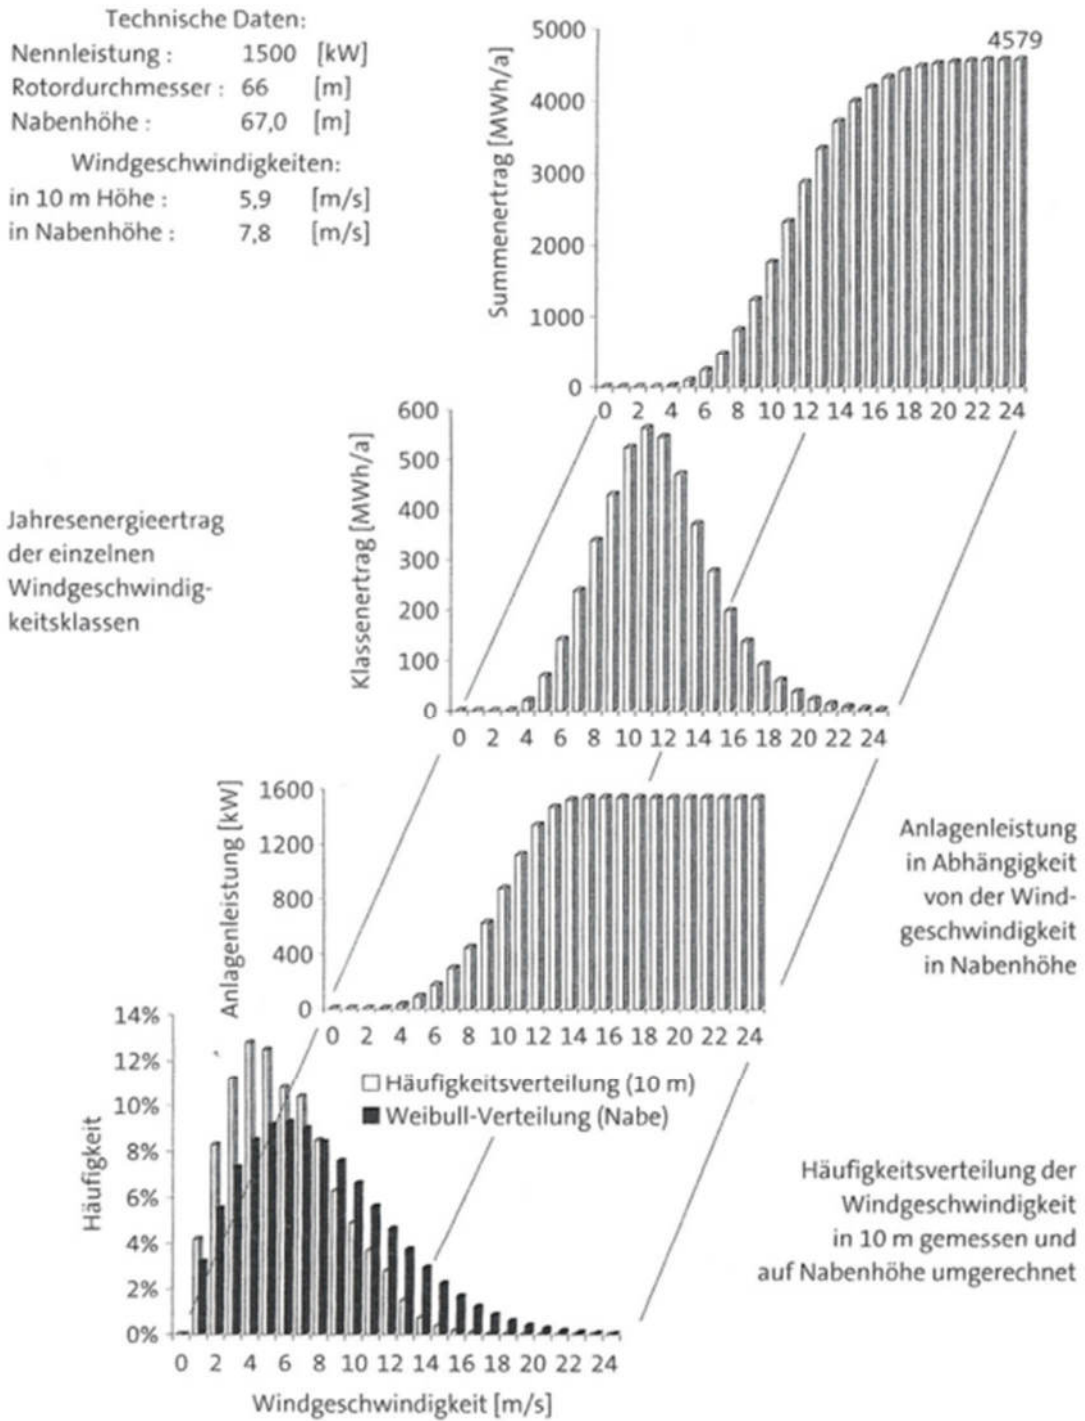 Technische Daten:
Nennleistung : 1500 [kW]
Rotordurchmesser : 66 [m]
Nabenhöhe : 67,0 [m]
Windgeschwindigkeiten:
in 10 m Höhe : 5,9 [m/s]
in Nabenhöhe : 7,8 [m/s]
Summenertrag [MWh/a]
5000
4000
3000
2000
1000
0
4579
0 2 4 6 8 10 12 14 16 18 20 22 24
Jahresenergieertrag
der einzelnen
Windgeschwindig-
keitsklassen
Klassenertrag [MWh/a]
600
500
400
300
200
100
0
0 2 4 6 8 10 12 14 16 18 20 22 24
Anlagenleistung [kW]
1600
1200
800
400
0
0 2 4 6 8 10 12 14 16 18 20 22 24
Anlagenleistung
in Abhängigkeit
von der Wind-
geschwindigkeit
in Nabenhöhe
Häufigkeit
14%
12%
10%
8%
6%
4%
2%
0%
Häufigkeitsverteilung (10 m)
Weibull-Verteilung (Nabe)
0 2 4 6 8 10 12 14 16 18 20 22 24
Windgeschwindigkeit [m/s]
Häufigkeitsverteilung der
Windgeschwindigkeit
in 10 m gemessen und
auf Nabenhöhe umgerechnet